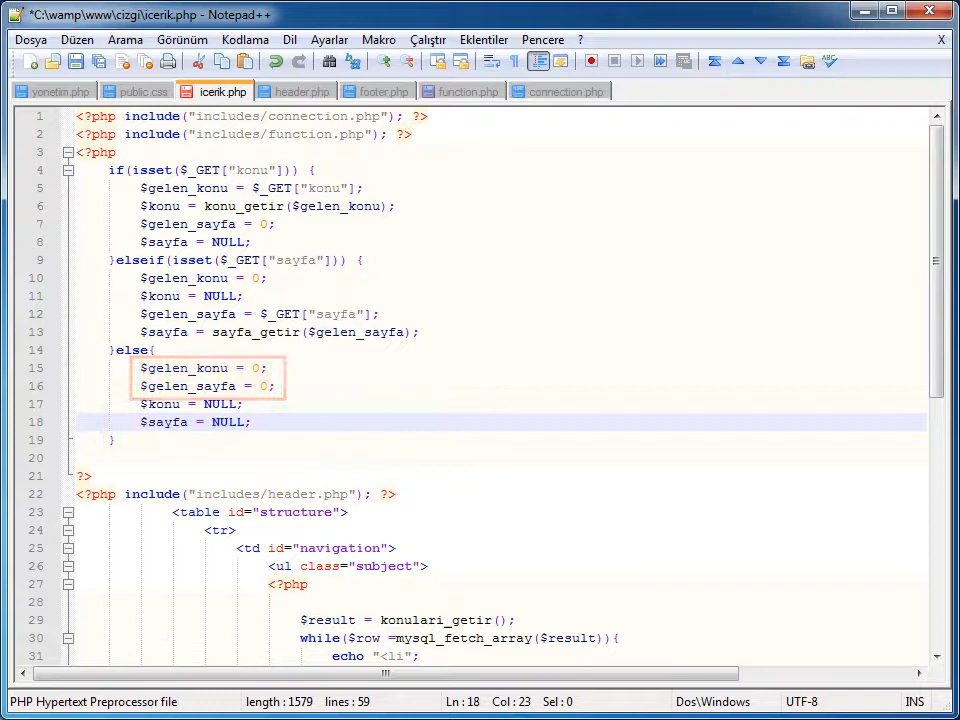 *C:\wamp\www\cizgi\icerik.php - Notepad++
Dosya Düzen Arama Görünüm Kodlama Dil Ayarlar Makro Çalıştır Eklentiler Pencere ? X
yonetim.php public.css icerik.php header.php footer.php function.php connection.php
1 <?php include("includes/connection.php"); ?>
2 <?php include("includes/function.php"); ?>
3 <?php
4 if(isset($_GET["konu"])) {
5 $gelen_konu = $_GET["konu"];
6 $konu = konu_getir($gelen_konu);
7 $gelen_sayfa = 0;
8 $sayfa = NULL;
9 }elseif(isset($_GET["sayfa"])) {
10 $gelen_konu = 0;
11 $konu = NULL;
12 $gelen_sayfa = $_GET["sayfa"];
13 $sayfa = sayfa_getir($gelen_sayfa);
14 }else{
15 $gelen_konu = 0;
16 $gelen_sayfa = 0;
17 $konu = NULL;
18 $sayfa = NULL;
19 }
20
21 ?>
22 <?php include("includes/header.php"); ?>
23 <table id="structure">
24 <tr>
25 <td id="navigation">
26 <ul class="subject">
27 <?php
28
29 $result = konulari_getir();
30 while($row =mysql_fetch_array($result)){
31 echo "<li";
PHP Hypertext Preprocessor file length : 1579 lines : 59 Ln : 18 Col : 23 Sel : 0 Dos\Windows UTF-8 INS